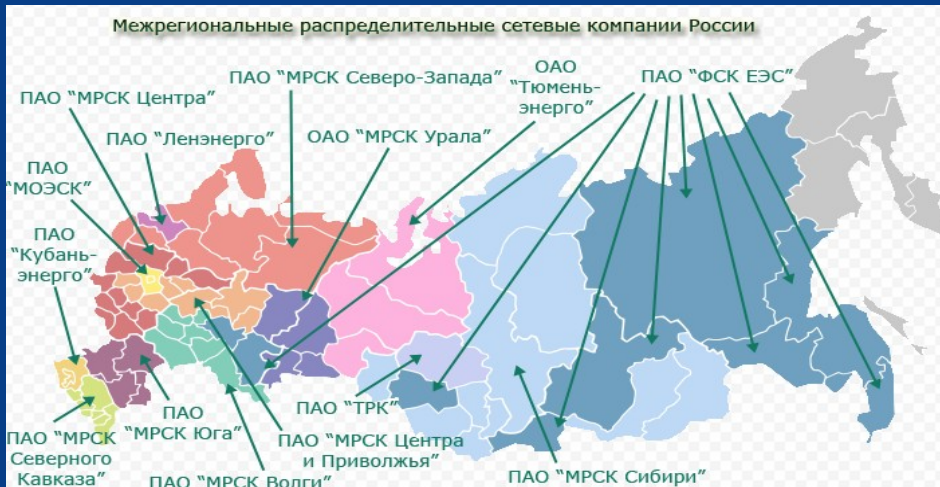 Межрегиональные распределительные сетевые компании России
ПАО “МРСК Северо-Запада”
ОАО
“Тюмень-
энерго”
ПАО “ФСК ЕЭС”
ПАО “МРСК Центра”
ПАО “Ленэнерго”
ОАО “МРСК Урала”
ПАО
“МОЭСК”
ПАО
“Кубань-
энерго”
ПАО “ТРК”
ПАО
“МРСК Юга”
ПАО “МРСК
Северного
Кавказа”
ПАО “МРСК Центра
и Приволжья”
ПАО “МРСК Волги”
ПАО “МРСК Сибири”